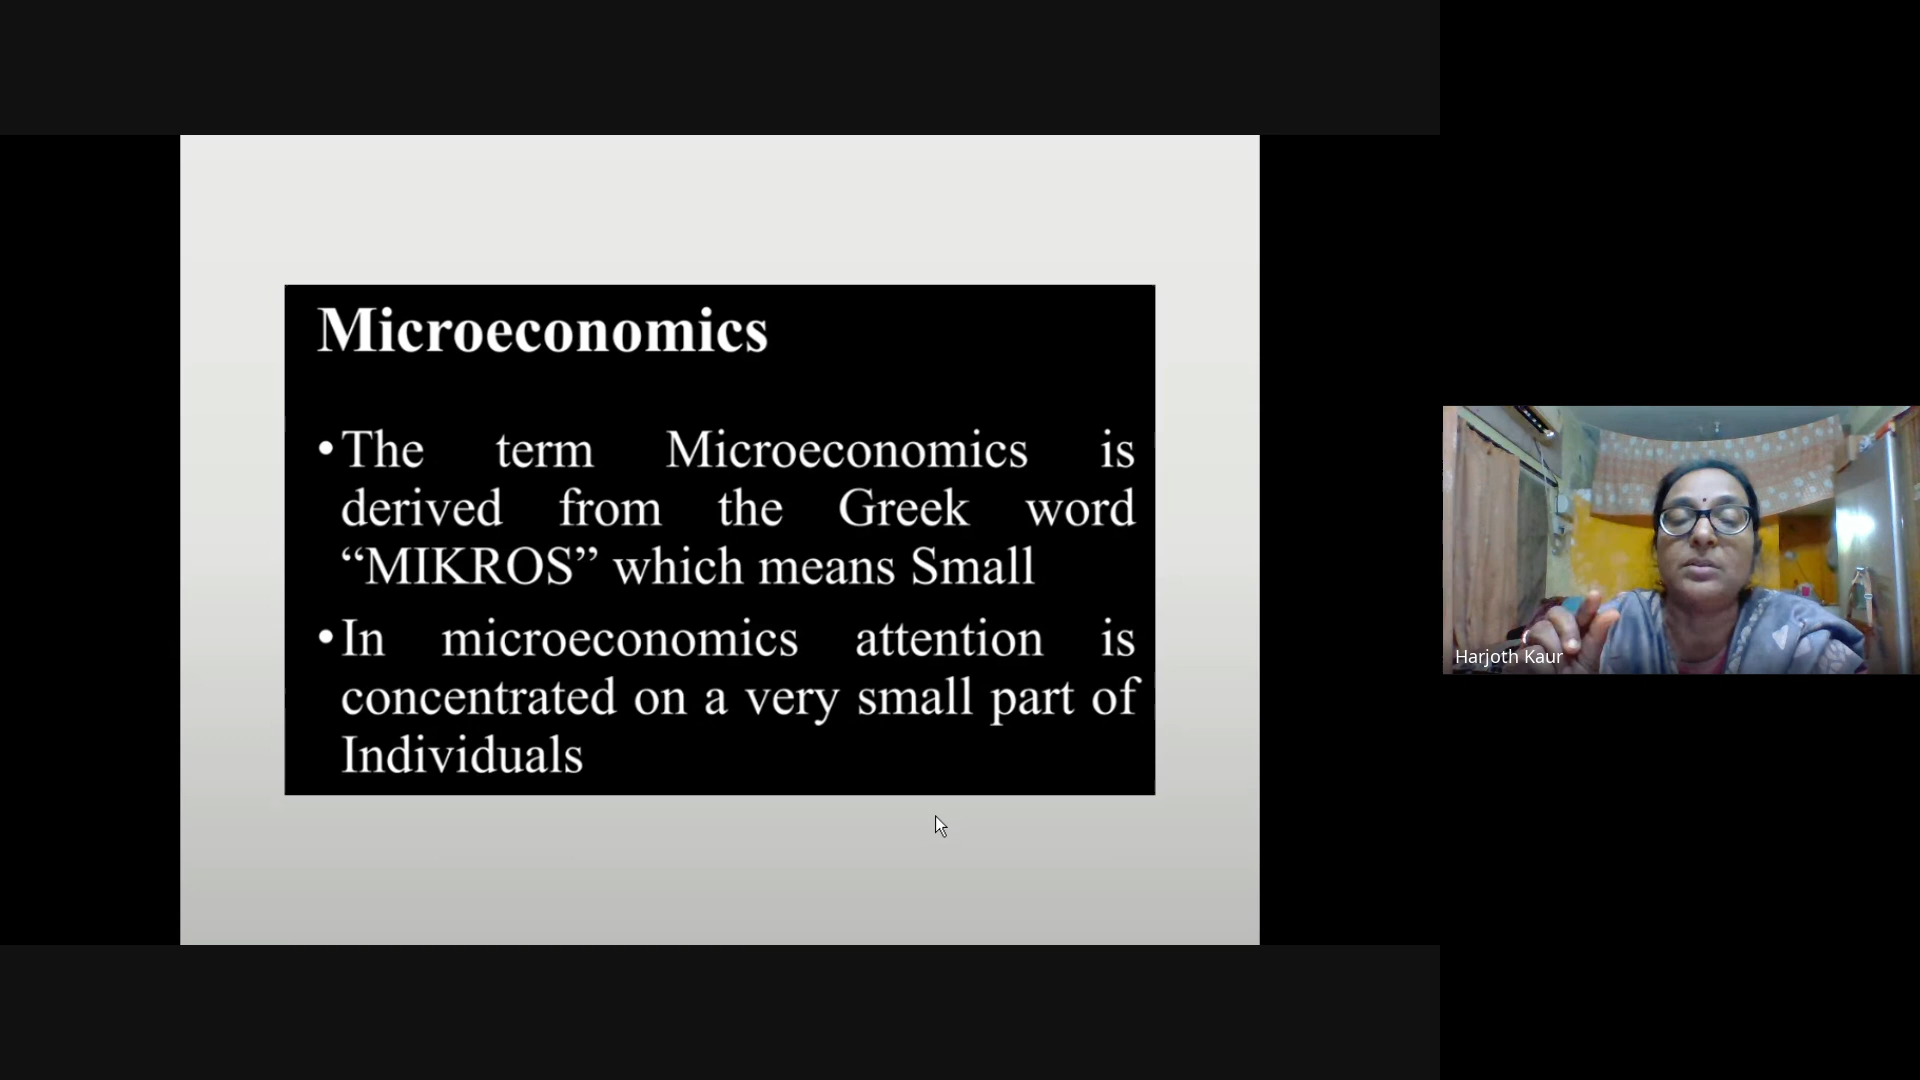 Microeconomics
•The term Microeconomics is
derived from the Greek word
“MIKROS” which means Small
•In microeconomics attention is
concentrated on a very small part of
Individuals
Harjoth Kaur